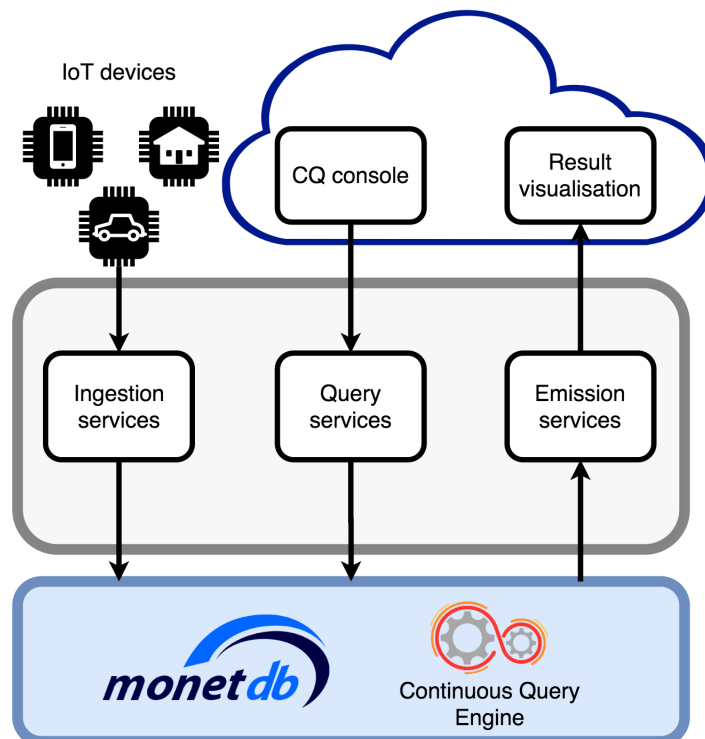 IoT devices
CQ console
Result
visualisation
Ingestion
services
Query
services
Emission
services
monetdb
Continuous Query
Engine